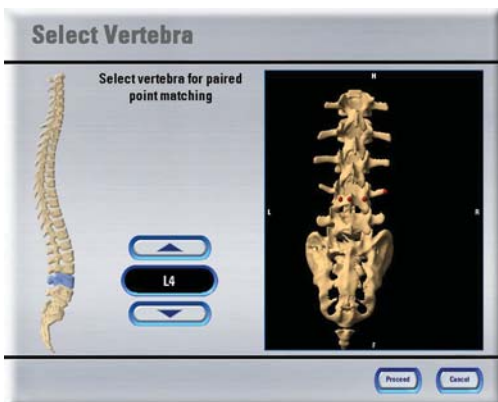 Select Vertebra
Select vertebra for paired
point matching
H
L
R
L4
F
Proceed
Cancel